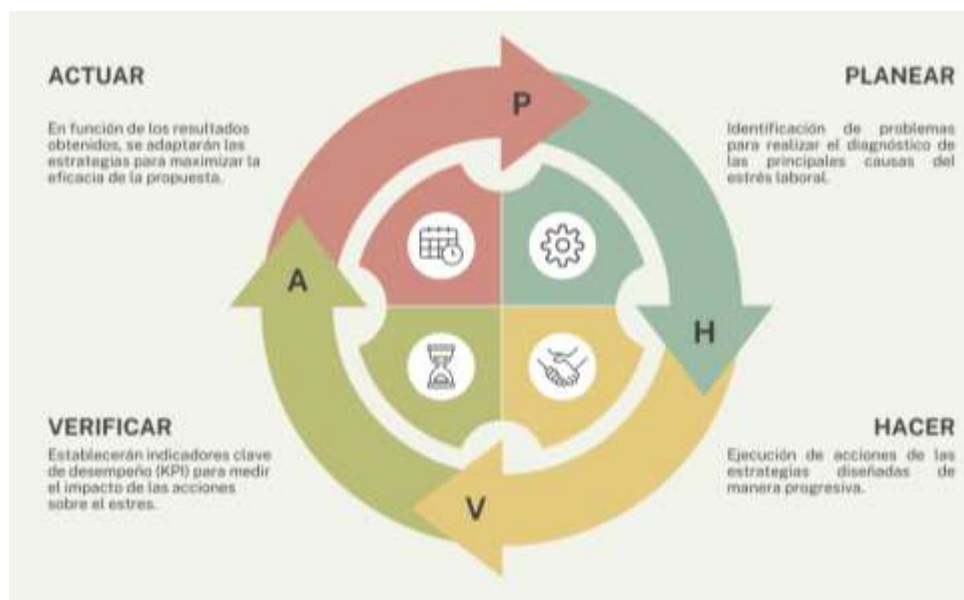 ACTUAR
En función de los resultados
obtenidos, se adaptarán las
estrategias para maximizar la
eficacia de la propuesta.
PLANEAR
Identificación de problemas
para realizar el diagnóstico de
las principales causas del
estrés laboral.
P
A
H
V
VERIFICAR
Establecerán indicadores clave
de desempeño (KPI) para medir
el impacto de las acciones
sobre el estres.
HACER
Ejecución de acciones de las
estrategias diseñadas de
manera progresiva.